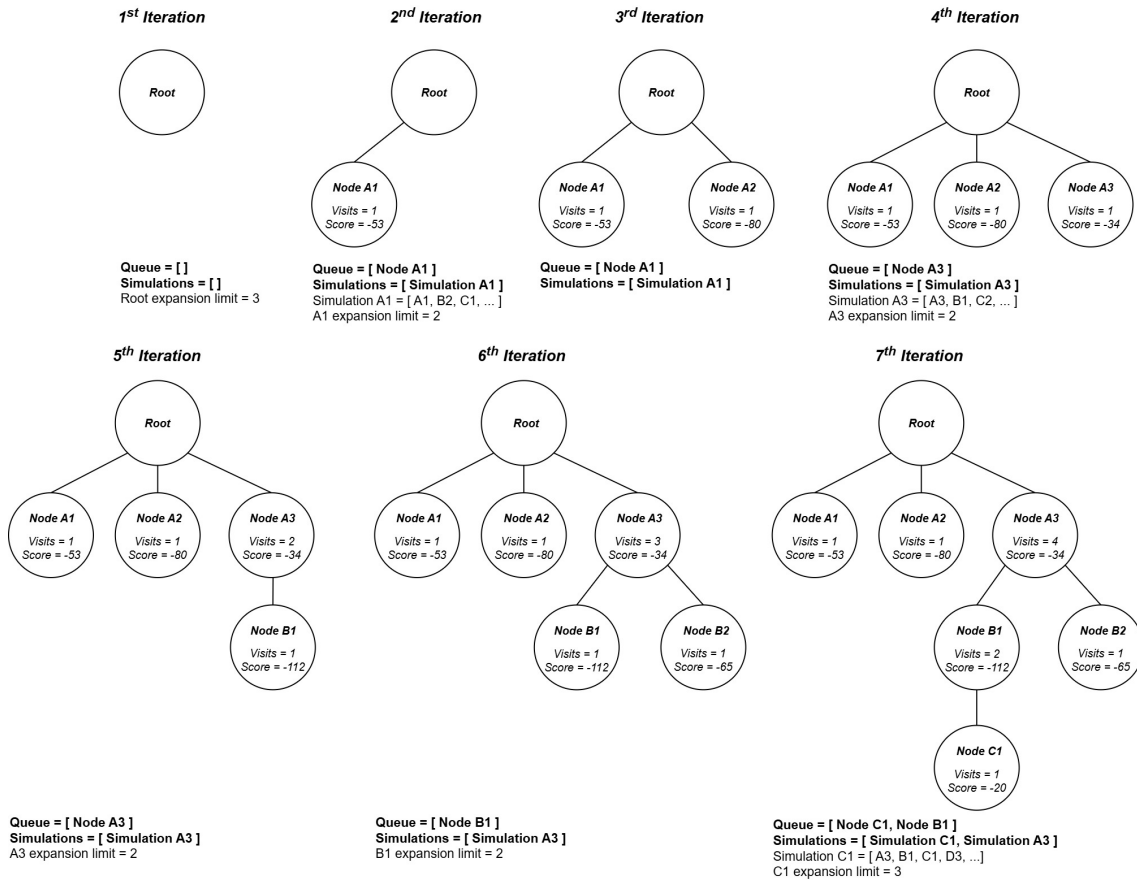 1st Iteration
Root
Queue = [ ]
Simulations = [ ]
Root expansion limit = 3
2nd Iteration
Root
Node A1
Visits = 1
Score = -53
Queue = [ Node A1 ]
Simulations = [ Simulation A1 ]
Simulation A1 = [ A1, B2, C1, ... ]
A1 expansion limit = 2
3rd Iteration
Root
Node A1
Visits = 1
Score = -53
Node A2
Visits = 1
Score = -80
Queue = [ Node A1 ]
Simulations = [ Simulation A1 ]
4th Iteration
Root
Node A1
Visits = 1
Score = -53
Node A2
Visits = 1
Score = -80
Node A3
Visits = 1
Score = -34
Queue = [ Node A3 ]
Simulations = [ Simulation A3 ]
Simulation A3 = [ A3, B1, C2, ... ]
A3 expansion limit = 2
5th Iteration
Root
Node A1
Visits = 1
Score = -53
Node A2
Visits = 1
Score = -80
Node A3
Visits = 2
Score = -34
Node B1
Visits = 1
Score = -112
Queue = [ Node A3 ]
Simulations = [ Simulation A3 ]
A3 expansion limit = 2
6th Iteration
Root
Node A1
Visits = 1
Score = -53
Node A2
Visits = 1
Score = -80
Node A3
Visits = 3
Score = -34
Node B1
Visits = 1
Score = -112
Node B2
Visits = 1
Score = -65
Queue = [ Node B1 ]
Simulations = [ Simulation A3 ]
B1 expansion limit = 2
7th Iteration
Root
Node A1
Visits = 1
Score = -53
Node A2
Visits = 1
Score = -80
Node A3
Visits = 4
Score = -34
Node B1
Visits = 2
Score = -112
Node B2
Visits = 1
Score = -65
Node C1
Visits = 1
Score = -20
Queue = [ Node C1, Node B1 ]
Simulations = [ Simulation C1, Simulation A3 ]
Simulation C1 = [ A3, B1, C1, D3, ...]
C1 expansion limit = 3